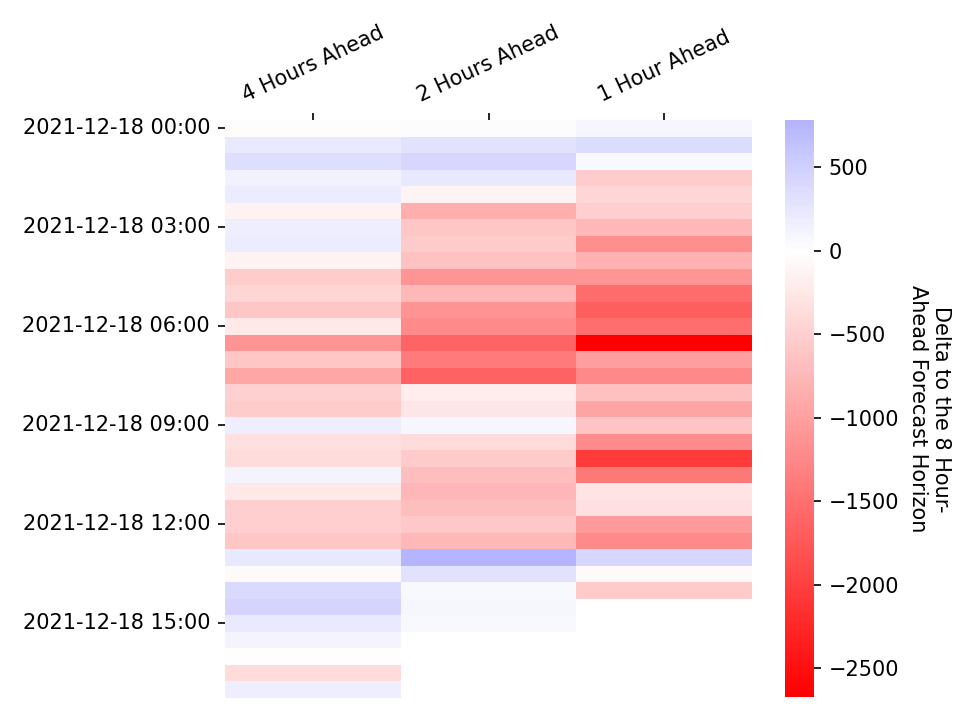 4 Hours Ahead
2 Hours Ahead
1 Hour Ahead
2021-12-18 00:00
2021-12-18 03:00
2021-12-18 06:00
2021-12-18 09:00
2021-12-18 12:00
2021-12-18 15:00
500
0
−500
−1000
−1500
−2000
−2500
Delta to the 8 Hour-
Ahead Forecast Horizon